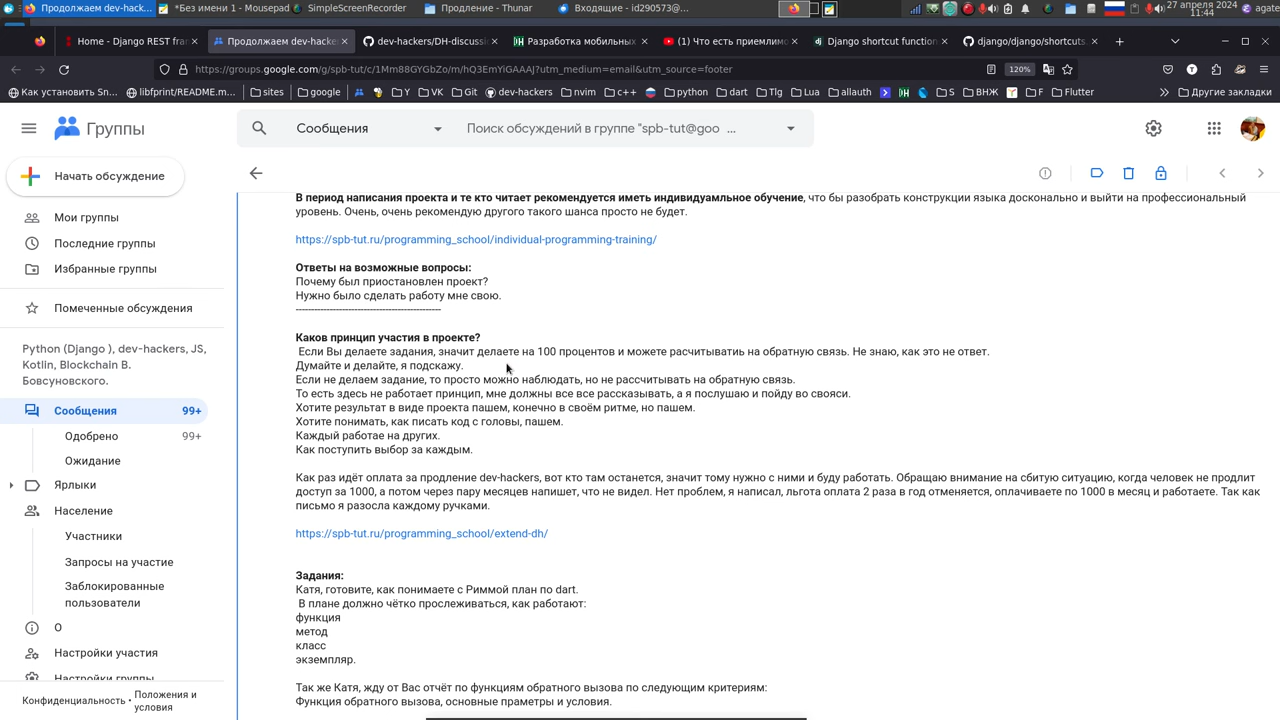 Продолжаем dev-hack...
*Без имени 1 - Mousepad
SimpleScreenRecorder
Продление - Thunar
Входящие - id290573@...
27 апреля 2024
11:44
agate
Home - Django REST fra
Продолжаем dev-hacke
dev-hackers/DH-discussi
Разработка мобильных
(1) Что есть приемлимо
Django shortcut function
django/django/shortcuts
https://groups.google.com/g/spb-tut/c/1Mm88GYGbZo/m/hQ3EmYiGAAAJ?utm_medium=email&utm_source=footer
120%
Как установить Sn...
libfprint/README.m...
sites
google
Y
VK
Git
dev-hackers
nvim
c++
python
dart
Tlg
Lua
allauth
S
ВНЖ
F
Flutter
Другие закладки
Группы
Сообщения
Поиск обсуждений в группе "spb-tut@goo ...
Начать обсуждение
Мои группы
Последние группы
Избранные группы
Помеченные обсуждения
Python (Django ), dev-hackers, JS,
Kotlin, Blockchain В.
Бовсуновского.
Сообщения 99+
Одобрено 99+
Ожидание
Ярлыки
Население
Участники
Запросы на участие
Заблокированные
пользователи
О
Настройки участия
Настройки группы
Конфиденциальность • Положения и
условия
В период написания проекта и те кто читает рекомендуется иметь индивидуамльное обучение, что бы разобрать конструкции языка досконально и выйти на профессиональный
уровень. Очень, очень рекомендую другого такого шанса просто не будет.
https://spb-tut.ru/programming_school/individual-programming-training/
Ответы на возможные вопросы:
Почему был приостановлен проект?
Нужно было сделать работу мне свою.
------------------------------------------------
Каков принцип участия в проекте?
Если Вы делаете задания, значит делаете на 100 процентов и можете расчитыватиь на обратную связь. Не знаю, как это не ответ.
Думайте и делайте, я подскажу.
Если не делаем задание, то просто можно наблюдать, но не рассчитывать на обратную связь.
То есть здесь не работает принцип, мне должны все все рассказывать, а я послушаю и пойду во свояси.
Хотите результат в виде проекта пашем, конечно в своём ритме, но пашем.
Хотите понимать, как писать код с головы, пашем.
Каждый работае на других.
Как поступить выбор за каждым.
Как раз идёт оплата за продление dev-hackers, вот кто там останется, значит тому нужно с ними и буду работать. Обращаю внимание на сбитую ситуацию, когда человек не продлит
доступ за 1000, а потом через пару месяцев напишет, что не видел. Нет проблем, я написал, льгота оплата 2 раза в год отменяется, оплачиваете по 1000 в месяц и работаете. Так как
письмо я разосла каждому ручками.
https://spb-tut.ru/programming_school/extend-dh/
Задания:
Катя, готовите, как понимаете с Риммой план по dart.
В плане должно чётко прослеживаться, как работают:
функция
метод
класс
экземпляр.
Так же Катя, жду от Вас отчёт по функциям обратного вызова по следующим критериям:
Функция обратного вызова, основные праметры и условия.